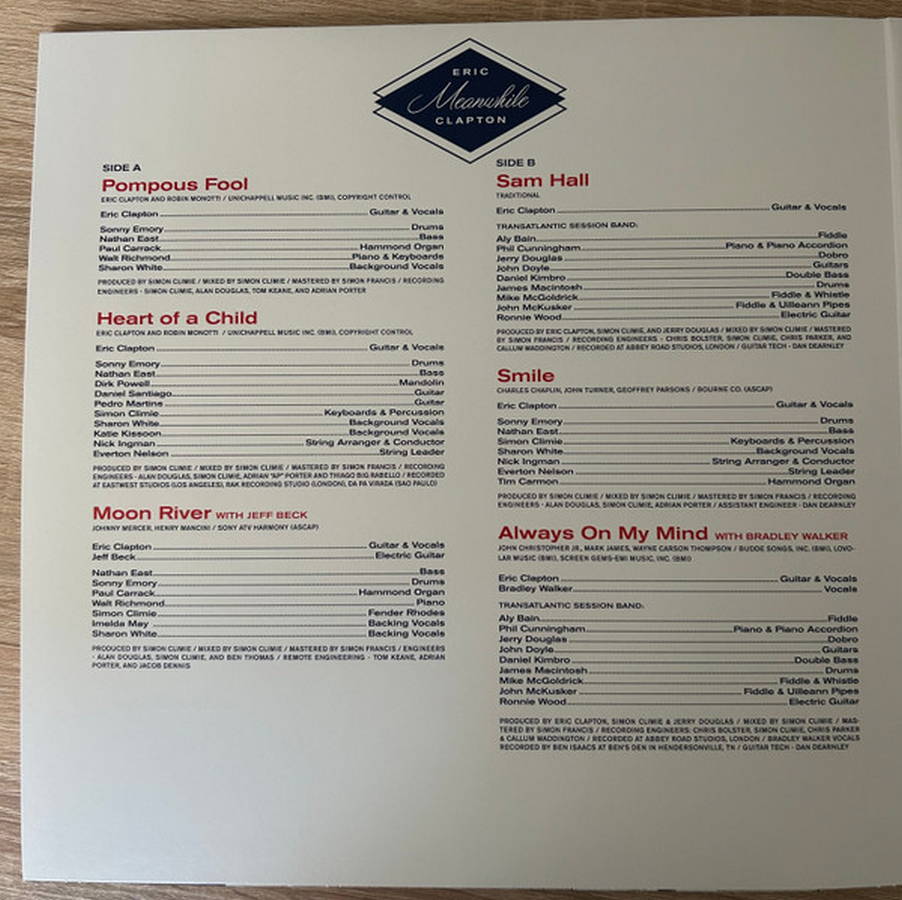 ERIC
Meanwhile
CLAPTON
SIDE A
Pompous Fool
ERIC CLAPTON AND ROBIN MONOTTI / UNICHAPPELL MUSIC INC. (BMI), COPYRIGHT CONTROL
Eric Clapton Guitar & Vocals
Sonny Emory Drums
Nathan East Bass
Paul Carrack Hammond Organ
Walt Richmond Piano & Keyboards
Sharon White Background Vocals
PRODUCED BY SIMON CLIMIE / MIXED BY SIMON CLIMIE / MASTERED BY SIMON FRANCIS / RECORDING
ENGINEERS - SIMON CLIMIE, ALAN DOUGLAS, TOM KEANE, AND ADRIAN PORTER
Heart of a Child
ERIC CLAPTON AND ROBIN MONOTTI / UNICHAPPELL MUSIC INC. (BMI), COPYRIGHT CONTROL
Eric Clapton Guitar & Vocals
Sonny Emory Drums
Nathan East Bass
Dirk Powell Mandolin
Daniel Santiago Guitar
Pedro Martins Guitar
Simon Climie Keyboards & Percussion
Sharon White Background Vocals
Katie Kissoon Background Vocals
Nick Ingman String Arranger & Conductor
Everton Nelson String Leader
PRODUCED BY SIMON CLIMIE / MIXED BY SIMON CLIMIE / MASTERED BY SIMON FRANCIS / RECORDING
ENGINEERS - ALAN DOUGLAS, SIMON CLIMIE, ADRIAN "AP" PORTER AND THIAGO BIG RABELLO / RECORDED
AT EASTWEST STUDIOS (LOS ANGELES), RAK RECORDING STUDIO (LONDON), DA PA VIRADA (SAO PAULO)
Moon River WITH JEFF BECK
JOHNNY MERCER, HENRY MANCINI / SONY ATV HARMONY (ASCAP)
Eric Clapton Guitar & Vocals
Jeff Beck Electric Guitar
Nathan East Bass
Sonny Emory Drums
Paul Carrack Hammond Organ
Walt Richmond Piano
Simon Climie Fender Rhodes
Imelda May Backing Vocals
Sharon White Backing Vocals
PRODUCED BY SIMON CLIMIE / MIXED BY SIMON CLIMIE / MASTERED BY SIMON FRANCIS / ENGINEERS
- ALAN DOUGLAS, SIMON CLIMIE, AND BEN THOMAS / REMOTE ENGINEERING - TOM KEANE, ADRIAN
PORTER, AND JACOB DENNIS
SIDE B
Sam Hall
TRADITIONAL
Eric Clapton Guitar & Vocals
TRANSATLANTIC SESSION BAND:
Aly Bain Fiddle
Phil Cunningham Piano & Piano Accordion
Jerry Douglas Dobro
John Doyle Guitars
Daniel Kimbro Double Bass
James Macintosh Drums
Mike McGoldrick Fiddle & Whistle
John McKusker Fiddle & Uilleann Pipes
Ronnie Wood Electric Guitar
PRODUCED BY ERIC CLAPTON, SIMON CLIMIE, AND JERRY DOUGLAS / MIXED BY SIMON CLIMIE / MASTERED
BY SIMON FRANCIS / RECORDING ENGINEERS - CHRIS BOLSTER, SIMON CLIMIE, CHRIS PARKER, AND
CALLUM WADDINGTON / RECORDED AT ABBEY ROAD STUDIOS, LONDON / GUITAR TECH - DAN DEARNLEY
Smile
CHARLES CHAPLIN, JOHN TURNER, GEOFFREY PARSONS / BOURNE CO. (ASCAP)
Eric Clapton Guitar & Vocals
Sonny Emory Drums
Nathan East Bass
Simon Climie Keyboards & Percussion
Sharon White Background Vocals
Nick Ingman String Arranger & Conductor
Everton Nelson String Leader
Tim Carmon Hammond Organ
PRODUCED BY SIMON CLIMIE / MIXED BY SIMON CLIMIE / MASTERED BY SIMON FRANCIS / RECORDING
ENGINEERS - ALAN DOUGLAS, SIMON CLIMIE, ADRIAN PORTER / ASSISTANT ENGINEER - DAN DEARNLEY
Always On My Mind WITH BRADLEY WALKER
JOHN CHRISTOPHER JR., MARK JAMES, WAYNE CARSON THOMPSON / BUDDE SONGS, INC. (BMI), LOVO-
LAR MUSIC (BMI), SCREEN GEMS-EMI MUSIC, INC. (BMI)
Eric Clapton Guitar & Vocals
Bradley Walker Vocals
TRANSATLANTIC SESSION BAND:
Aly Bain Fiddle
Phil Cunningham Piano & Piano Accordion
Jerry Douglas Dobro
John Doyle Guitars
Daniel Kimbro Double Bass
James Macintosh Drums
Mike McGoldrick Fiddle & Whistle
John McKusker Fiddle & Uilleann Pipes
Ronnie Wood Electric Guitar
PRODUCED BY ERIC CLAPTON, SIMON CLIMIE & JERRY DOUGLAS / MIXED BY SIMON CLIMIE / MAS-
TERED BY SIMON FRANCIS / RECORDING ENGINEERS: CHRIS BOLSTER, SIMON CLIMIE, CHRIS PARKER
& CALLUM WADDINGTON / RECORDED AT ABBEY ROAD STUDIOS, LONDON / BRADLEY WALKER VOCALS
RECORDED BY BEN ISAACS AT BEN'S DEN IN HENDERSONVILLE, TN / GUITAR TECH - DAN DEARNLEY